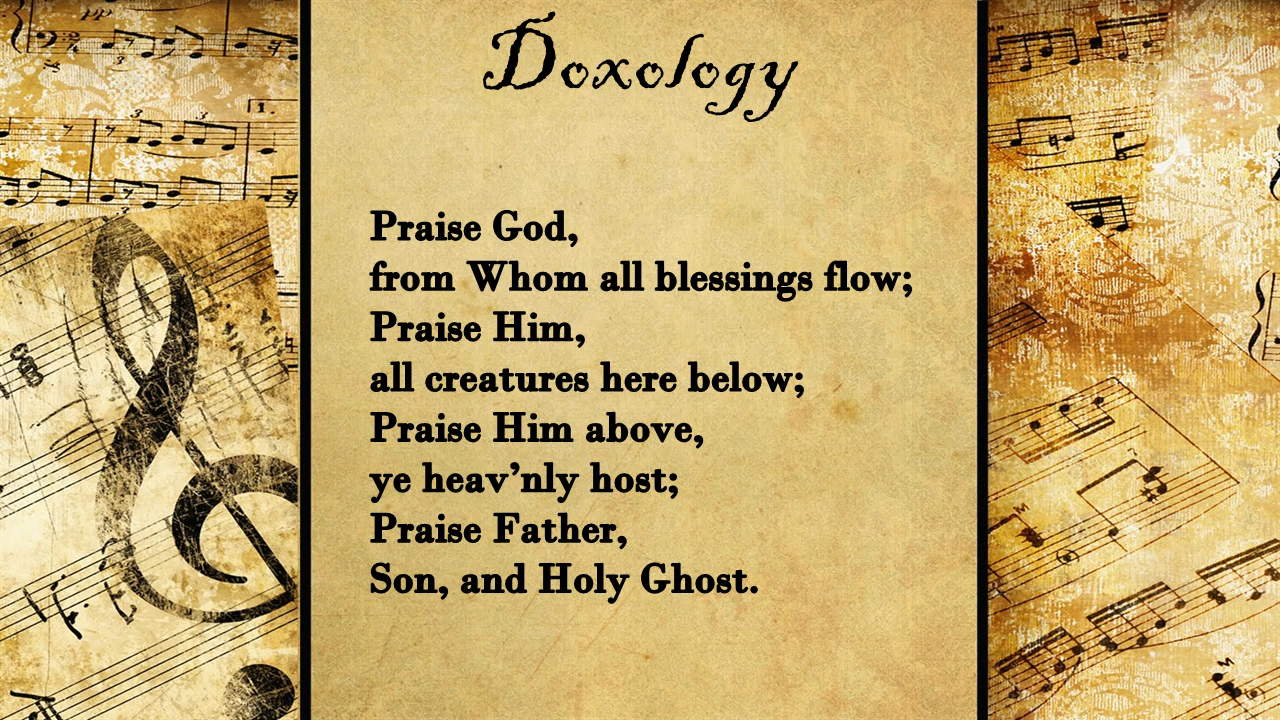 Doxology
Praise God,
from Whom all blessings flow;
Praise Him,
all creatures here below;
Praise Him above,
ye heav’nly host;
Praise Father,
Son, and Holy Ghost.